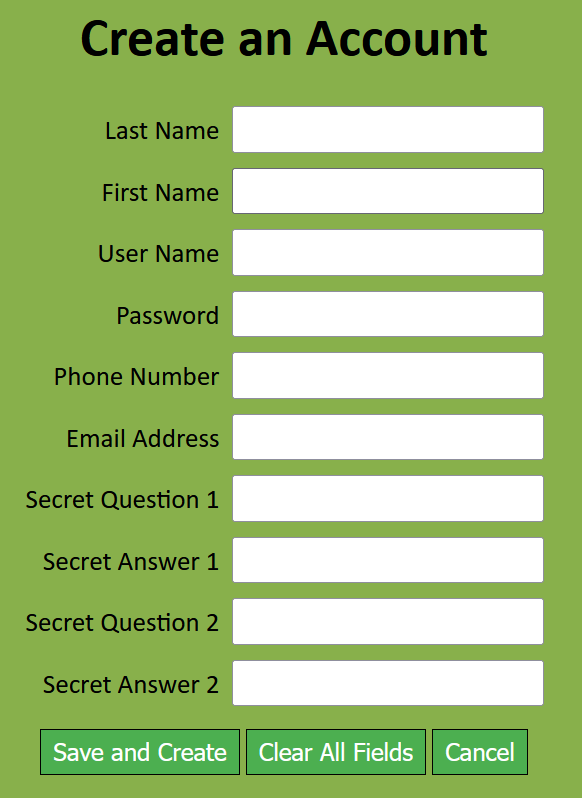 Create an Account
Last Name
First Name
User Name
Password
Phone Number
Email Address
Secret Question 1
Secret Answer 1
Secret Question 2
Secret Answer 2
Save and Create Clear All Fields Cancel